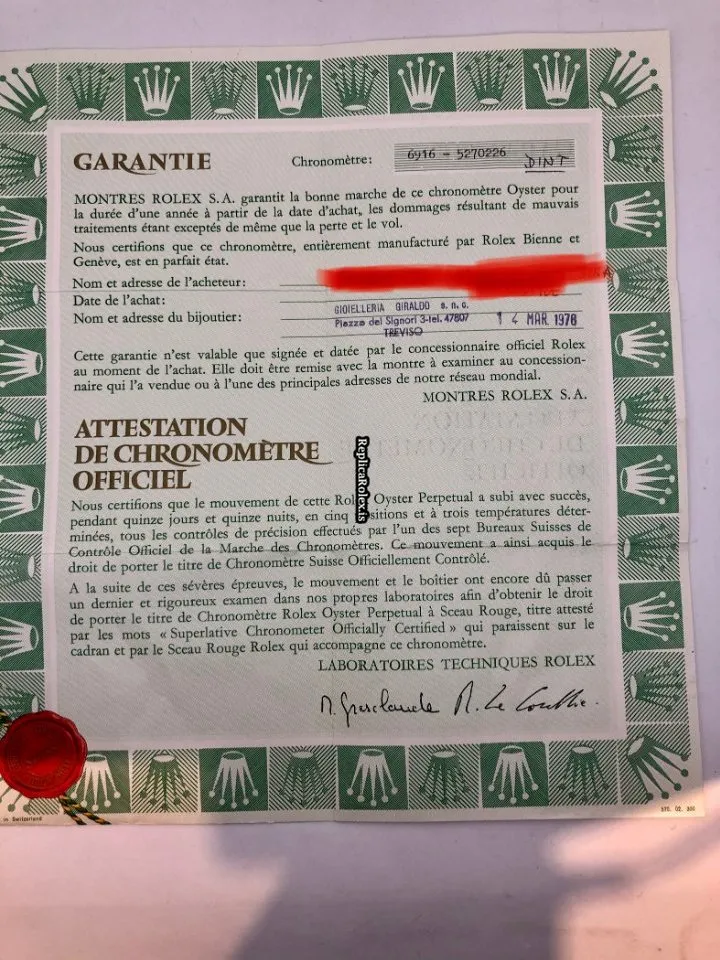 GARANTIE
Chronomètre: 6916 - 5270226
DINT
MONTRES ROLEX S.A. garantit la bonne marche de ce chronomètre Oyster pour
la durée d'une année à partir de la date d'achat, les dommages résultant de mauvais
traitements étant exceptés de même que la perte et le vol.
Nous certifions que ce chronomètre, entièrement manufacturé par Rolex Bienne et
Genève, est en parfait état.
Nom et adresse de l'acheteur:
Date de l'achat:
Nom et adresse du bijoutier:
GIOIELLERIA GIRALDO s. n. c.
Piazza dei Signori 3-tel. 47807
TREVISO
1 4 MAR. 1978
Cette garantie n'est valable que signée et datée par le concessionnaire officiel Rolex
au moment de l'achat. Elle doit être remise avec la montre à examiner au concession-
naire qui l'a vendue ou à l'une des principales adresses de notre réseau mondial.
MONTRES ROLEX S.A.
ATTESTATION
DE CHRONOMÈTRE
OFFICIEL
ReplicaRolex.is
Nous certifions que le mouvement de cette Rol Oyster Perpetual a subi avec succès,
pendant quinze jours et quinze nuits, en cinq sitions et à trois températures déter-
minées, tous les contrôles de précision effectués par l'un des sept Bureaux Suisses de
Contrôle Officiel de la Marche des Chronomètres. Ce mouvement a ainsi acquis le
droit de porter le titre de Chronomètre Suisse Officiellement Contrôlé.
A la suite de ces sévères épreuves, le mouvement et le boîtier ont encore dû passer
un dernier et rigoureux examen dans nos propres laboratoires afin d'obtenir le droit
de porter le titre de Chronomètre Rolex Oyster Perpetual à Sceau Rouge, titre attesté
par les mots « Superlative Chronometer Officially Certified » qui paraissent sur le
cadran et par le Sceau Rouge Rolex qui accompagne ce chronomètre.
LABORATOIRES TECHNIQUES ROLEX
in Switzerland
570. 02. 300